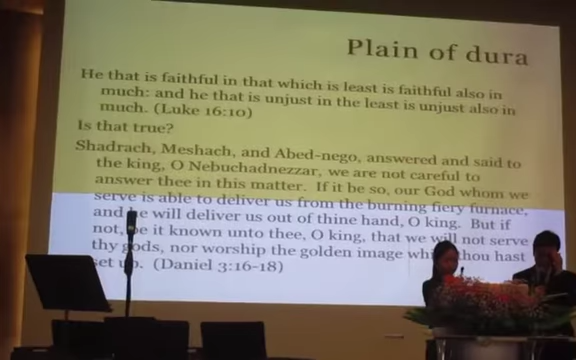 Plain of dura
He that is faithful in that which is least is faithful also in
much: and he that is unjust in the least is unjust also in
much. (Luke 16:10)
Is that true?
Shadrach, Meshach, and Abed-nego, answered and said to
the king, O Nebuchadnezzar, we are not careful to
answer thee in this matter. If it be so, our God whom we
serve is able to deliver us from the burning fiery furnace,
and he will deliver us out of thine hand, O king. But if
not, be it known unto thee, O king, that we will not serve
thy gods, nor worship the golden image which thou hast
set up. (Daniel 3:16-18)